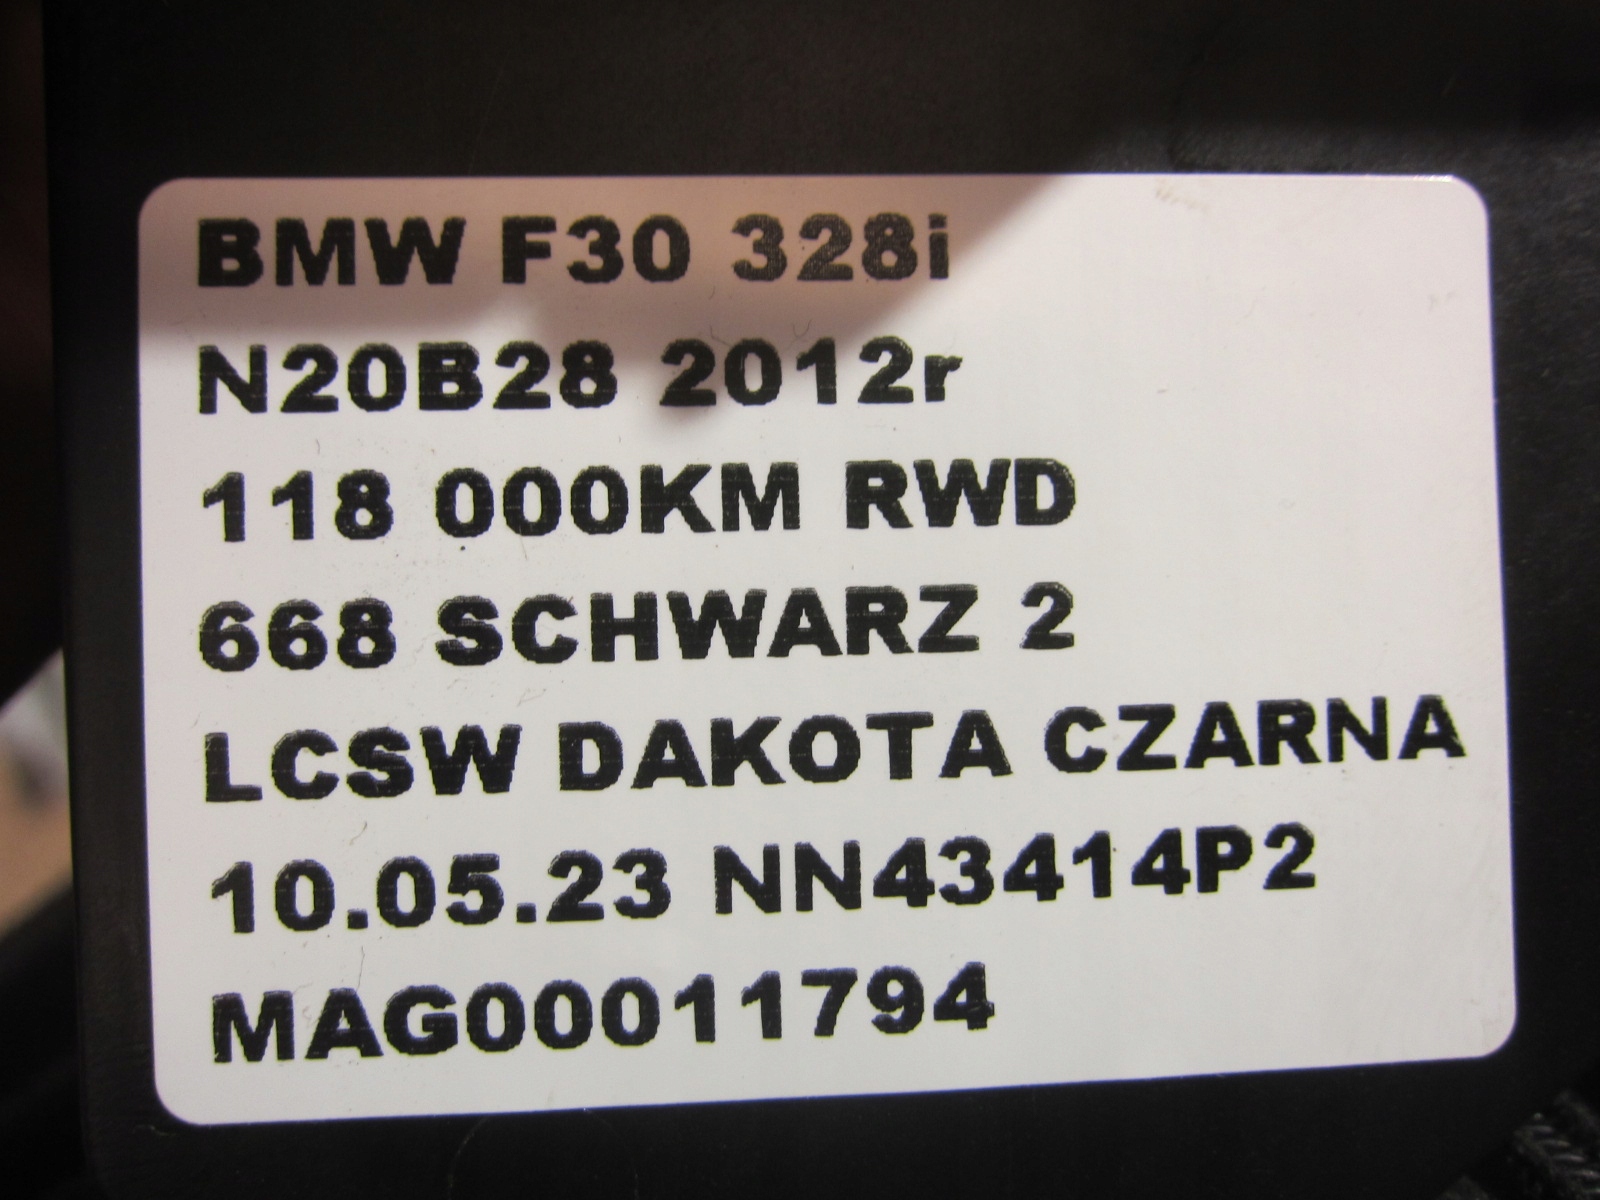 BMW F30 328i
N20B28 2012r
118 000KM RWD
668 SCHWARZ 2
LCSW DAKOTA CZARNA
10.05.23 NN43414P2
MAG00011794